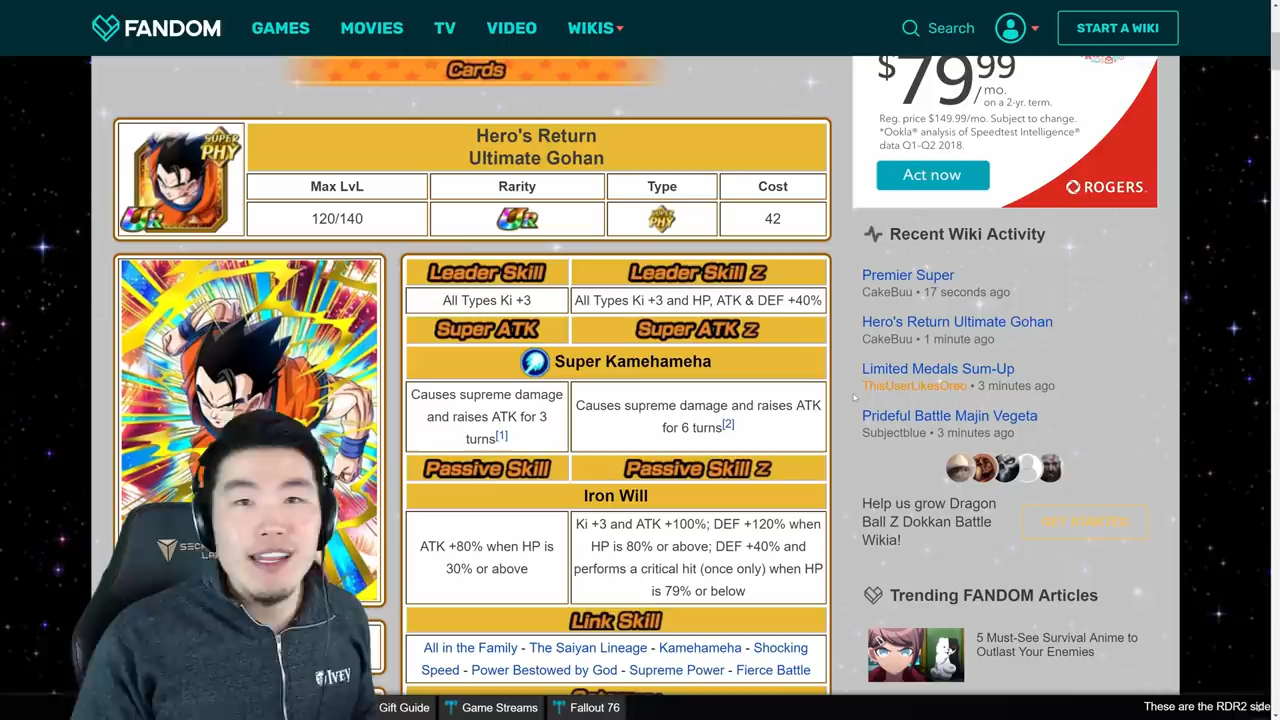 FANDOM GAMES MOVIES TV VIDEO WIKIS Search START A WIKI
Cards
Hero's Return
Ultimate Gohan
SUPER PHY
UR
Max LvL Rarity Type Cost
120/140 UR SUPER PHY 42
Leader Skill Leader Skill Z
All Types Ki +3 All Types Ki +3 and HP, ATK & DEF +40%
Super ATK Super ATK Z
Super Kamehameha
Causes supreme damage
and raises ATK for 3
turns[1]
Causes supreme damage and raises ATK
for 6 turns[2]
Passive Skill Passive Skill Z
Iron Will
ATK +80% when HP is
30% or above
Ki +3 and ATK +100%; DEF +120% when
HP is 80% or above; DEF +40% and
performs a critical hit (once only) when HP
is 79% or below
Link Skill
All in the Family - The Saiyan Lineage - Kamehameha - Shocking
Speed - Power Bestowed by God - Supreme Power - Fierce Battle
$79.99
/mo.
on a 2-yr. term.
Reg. price $149.99/mo. Subject to change.
*Ookla® analysis of Speedtest Intelligence®
data Q1-Q2 2018.
Act now
ROGERS
Recent Wiki Activity
Premier Super
CakeBuu • 17 seconds ago
Hero's Return Ultimate Gohan
CakeBuu • 1 minute ago
Limited Medals Sum-Up
ThisUserLikesOreo • 3 minutes ago
Prideful Battle Majin Vegeta
Subjectblue • 3 minutes ago
Help us grow Dragon
Ball Z Dokkan Battle
Wikia!
GET STARTED
Trending FANDOM Articles
5 Must-See Survival Anime to
Outlast Your Enemies
IVEY
Gift Guide Game Streams Fallout 76 These are the RDR2 side